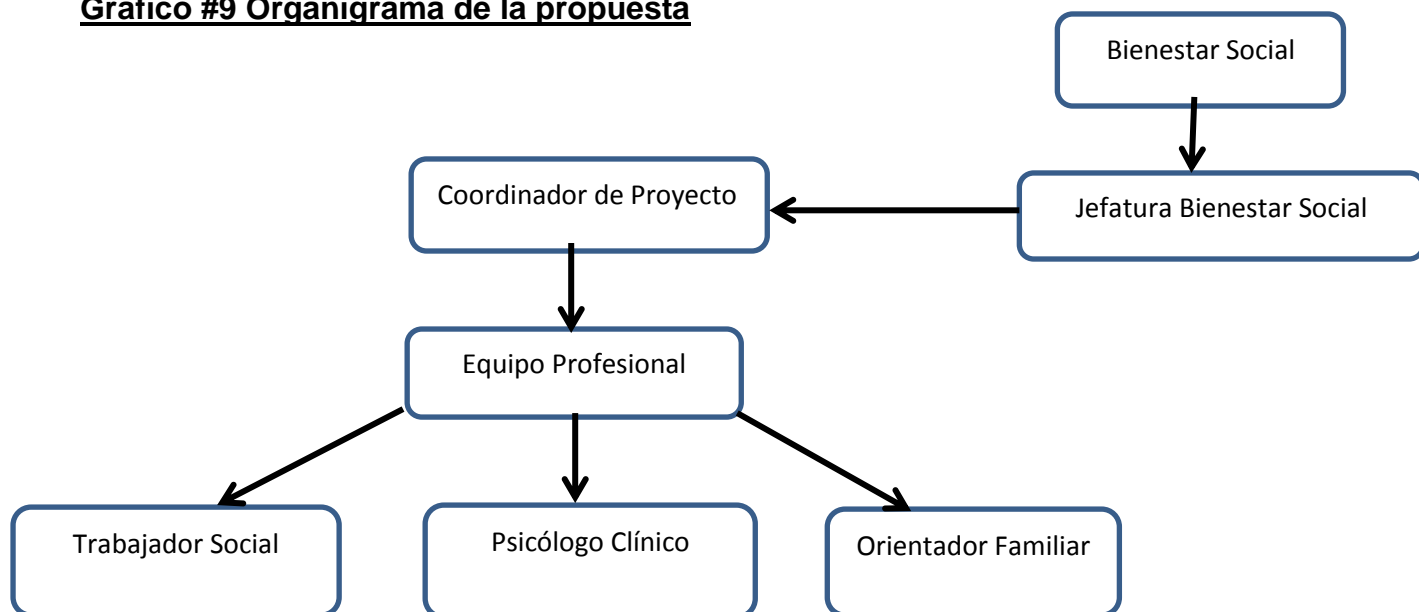 Gráfico #9 Organigrama de la propuesta
Bienestar Social
Coordinador de Proyecto
Jefatura Bienestar Social
Equipo Profesional
Trabajador Social
Psicólogo Clínico
Orientador Familiar